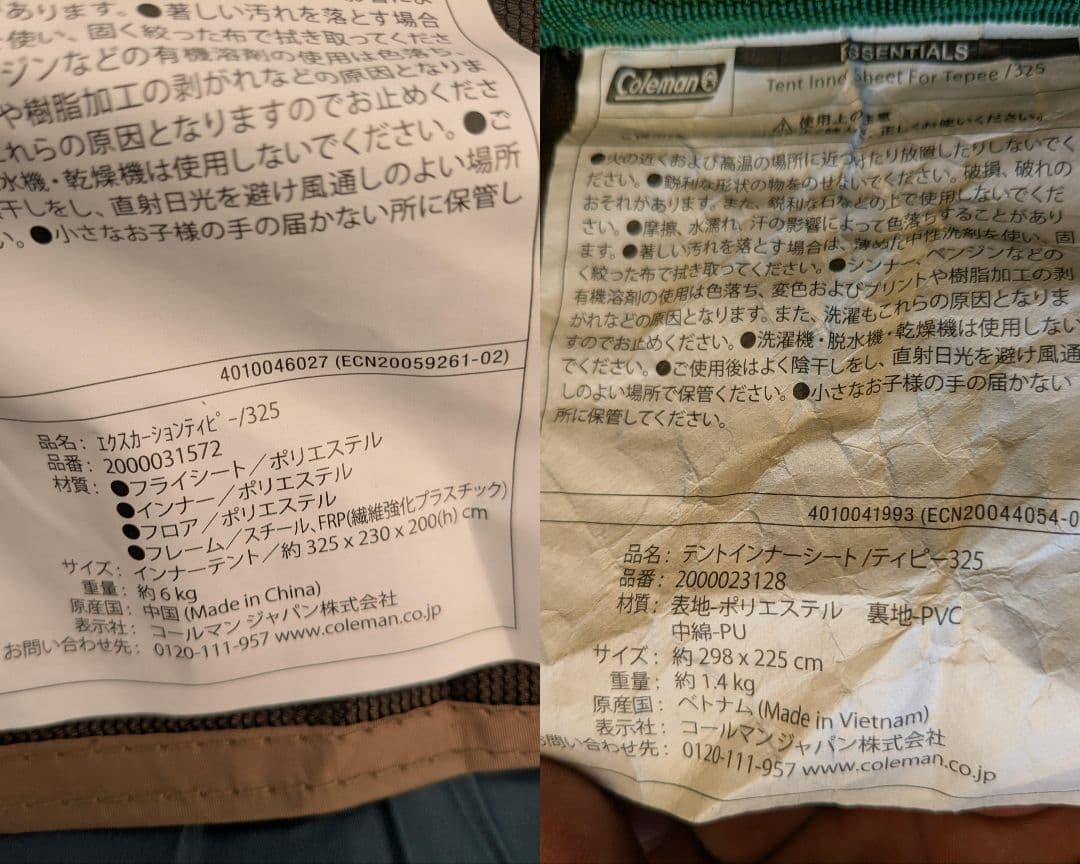 あります。●著しい汚れを落とす場合
使い、固く絞った布で拭き取ってくださ
ジンなどの有機溶剤の使用は色落ち、
や樹脂加工の剥がれなどの原因となりま
これらの原因となりますのでお止めくださ
水機・乾燥機は使用しないでください。●ご
干しをし、直射日光を避け風通しのよい場所
い。●小さなお子様の手の届かない所に保管し
4010046027 (ECN20059261-02)
品名: エクスカーションティピー/325
品番: 2000031572
材質: ●フライシート／ポリエステル
●インナー／ポリエステル
●フロア／ポリエステル
●フレーム／スチール、FRP(繊維強化プラスチック)
サイズ: インナーテント／約 325 x 230 x 200(h) cm
重量: 約 6 kg
原産国: 中国 (Made in China)
表示社: コールマン ジャパン株式会社
お問い合わせ先: 0120-111-957 www.coleman.co.jp
ESSENTIALS
Coleman
Tent Inner Sheet For Tepee /325
⚠ 使用上の注意
正しくお使いください。
●火の近くおよび高温の場所に近づけたり放置したりしないでく
ださい。●鋭利な形状の物をのせないでください。破損、破れの
おそれがあります。また、鋭利な石などの上で使用しないでくだ
さい。●摩擦、水濡れ、汗の影響によって色落ちすることがあり
ます。●著しい汚れを落とす場合は、薄めた中性洗剤を使い、固
く絞った布で拭き取ってください。●シンナー、ベンジンなどの
有機溶剤の使用は色落ち、変色およびプリントや樹脂加工の剥
がれなどの原因となります。また、洗濯もこれらの原因となりま
すのでお止めください。●洗濯機・脱水機・乾燥機は使用しない
でください。●ご使用後はよく陰干しをし、直射日光を避け風通
しのよい場所で保管ください。●小さなお子様の手の届かない
所に保管してください。
4010041993 (ECN20044054-0
品名: テントインナーシート /ティピー325
品番: 2000023128
材質: 表地-ポリエステル 裏地-PVC
中綿-PU
サイズ: 約 298 x 225 cm
重量: 約 1.4 kg
原産国: ベトナム (Made in Vietnam)
表示社: コールマン ジャパン株式会社
お問い合わせ先: 0120-111-957 www.coleman.co.jp